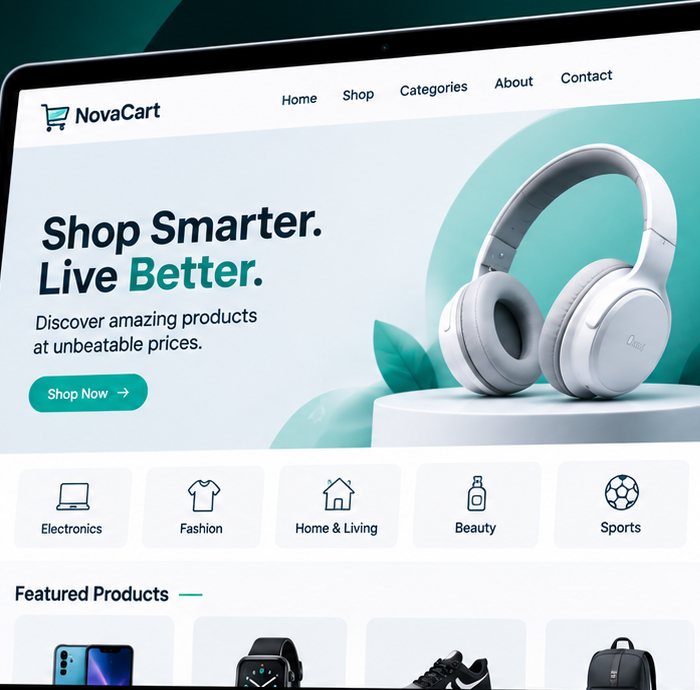 NovaCart
Home Shop Categories About Contact
Shop Smarter.
Live Better.
Discover amazing products
at unbeatable prices.
Shop Now →
Electronics Fashion Home & Living Beauty Sports
Featured Products